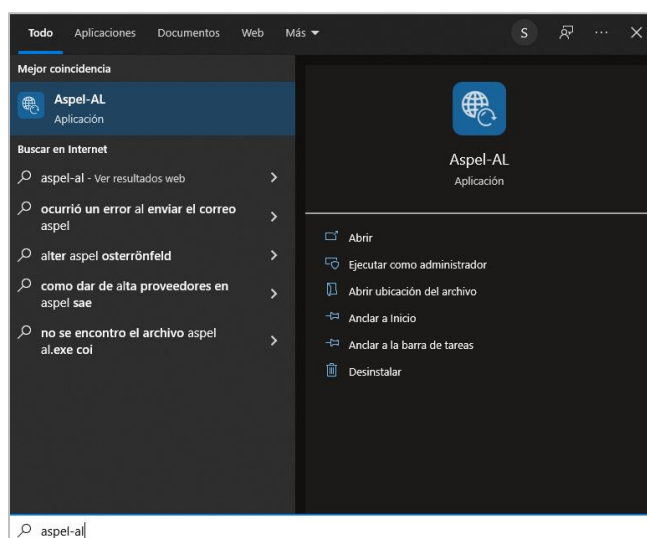 Todo Aplicaciones Documentos Web Más S ...
Mejor coincidencia
Aspel-AL
Aplicación
Buscar en Internet
aspel-al - Ver resultados web
ocurrió un error al enviar el correo
aspel
alter aspel osterrönfeld
como dar de alta proveedores en
aspel sae
no se encontro el archivo aspel
al.exe coi
Aspel-AL
Aplicación
Abrir
Ejecutar como administrador
Abrir ubicación del archivo
Anclar a Inicio
Anclar a la barra de tareas
Desinstalar
aspel-al